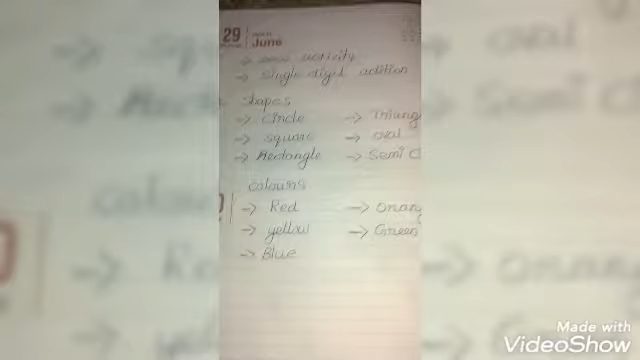 29
June
→ activity
→ single digit addition
Shapes
→ circle → Triang
→ square → oval
→ Rectangle → Semi C
colours
→ Red → Orang
→ yellow → Green
→ Blue
Made with
VideoShow